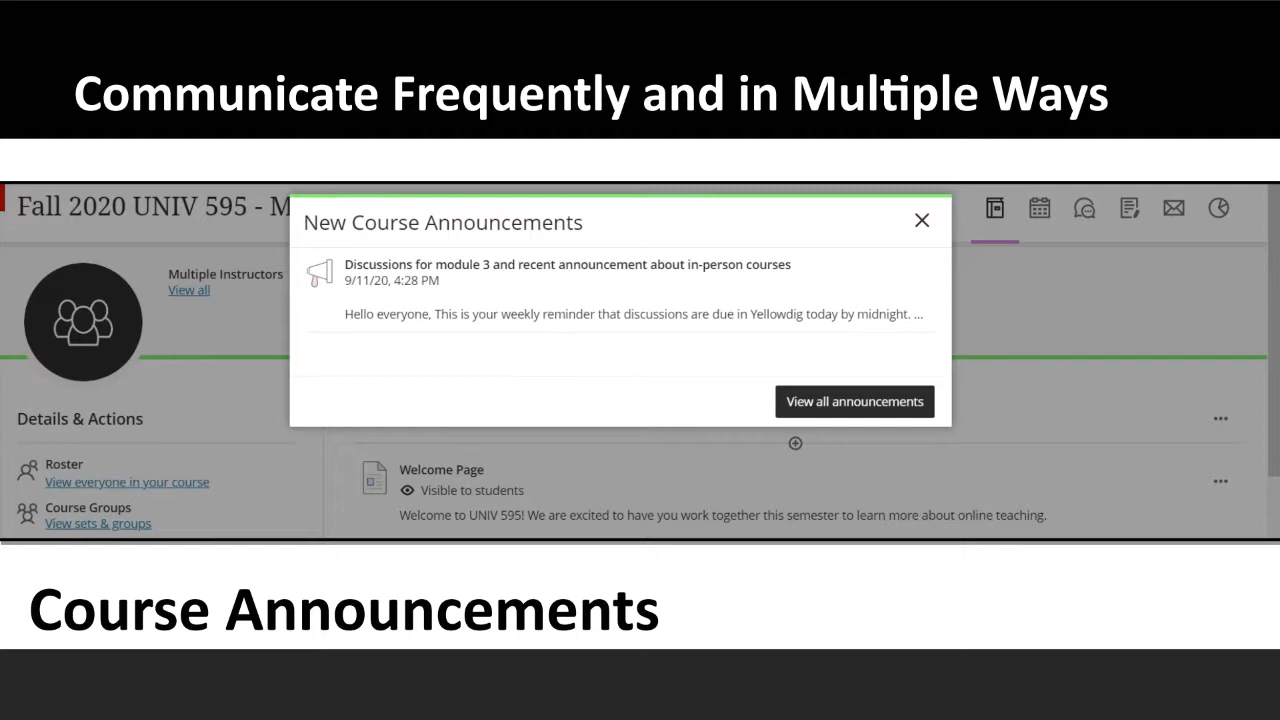 Communicate Frequently and in Multiple Ways
Fall 2020 UNIV 595 - M
New Course Announcements
Multiple Instructors
View all
Discussions for module 3 and recent announcement about in-person courses
9/11/20, 4:28 PM
Hello everyone, This is your weekly reminder that discussions are due in Yellowdig today by midnight. ...
View all announcements
Details & Actions
Roster
View everyone in your course
Course Groups
View sets & groups
Welcome Page
Visible to students
Welcome to UNIV 595! We are excited to have you work together this semester to learn more about online teaching.
Course Announcements